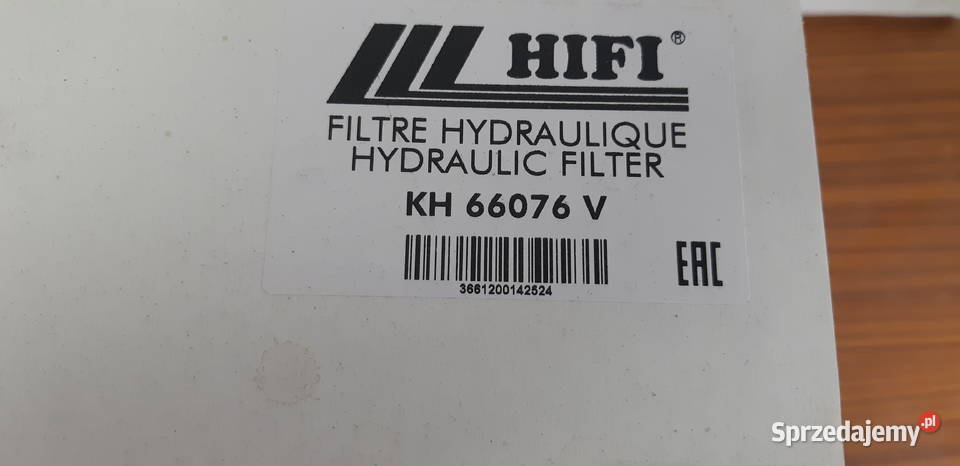 HIFI®
FILTRE HYDRAULIQUE
HYDRAULIC FILTER
KH 66076 V
3661200142524
EAC
Sprzedajemy.pl